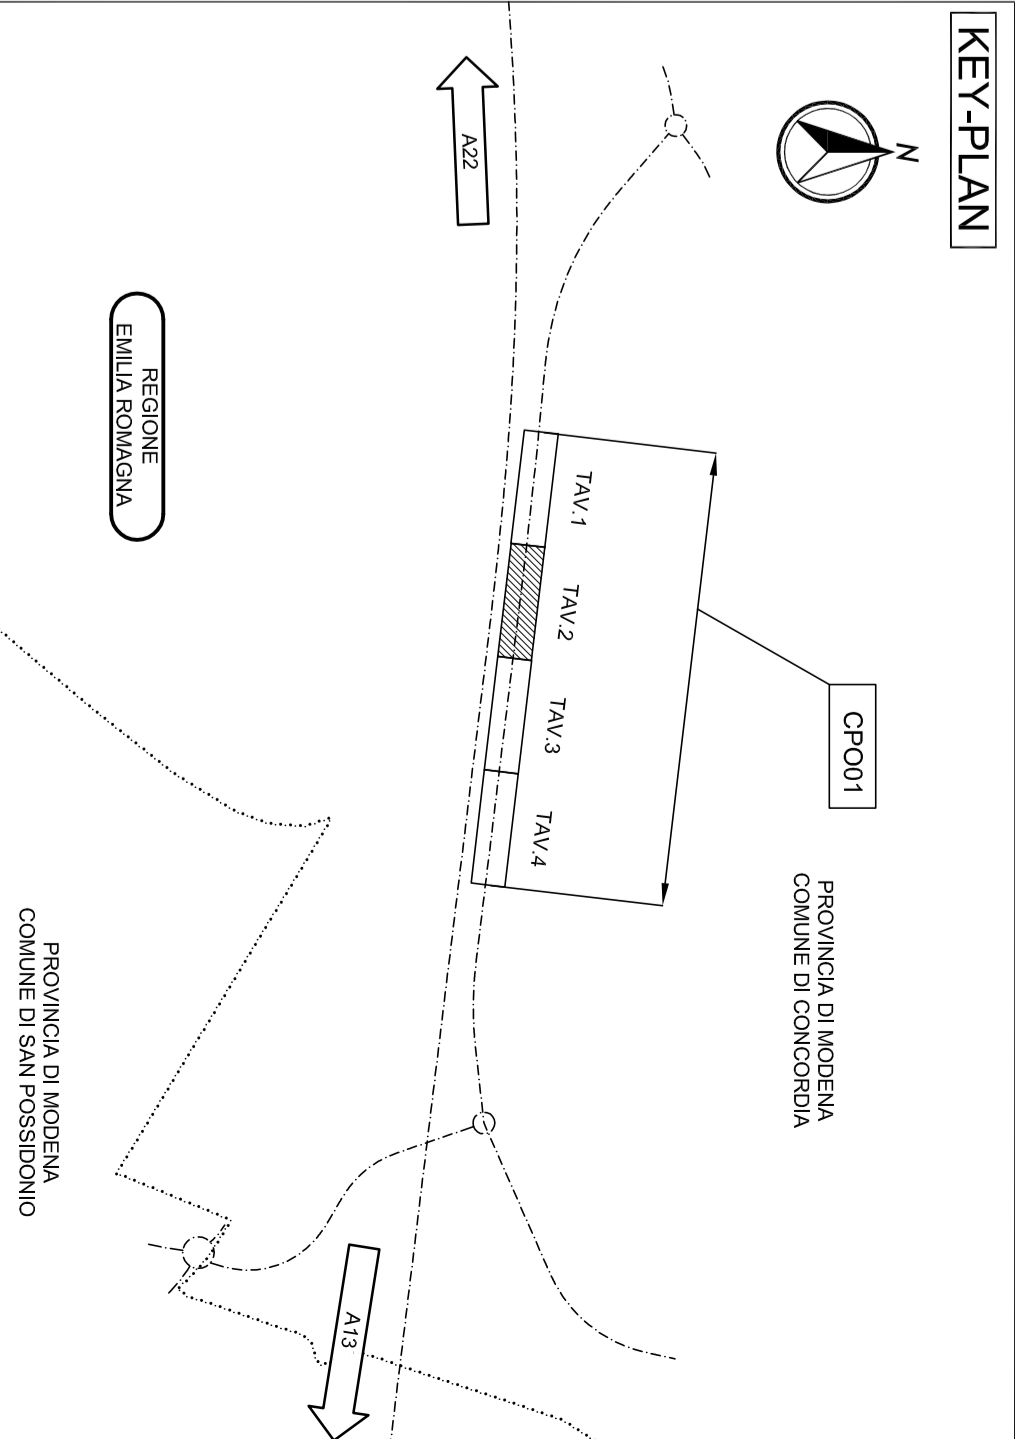 KEY-PLAN
N
A22
CPO01
TAV.1
TAV.2
TAV.3
TAV.4
PROVINCIA DI MODENA
COMUNE DI CONCORDIA
REGIONE
EMILIA ROMAGNA
PROVINCIA DI MODENA
COMUNE DI SAN POSSIDONIO
A13